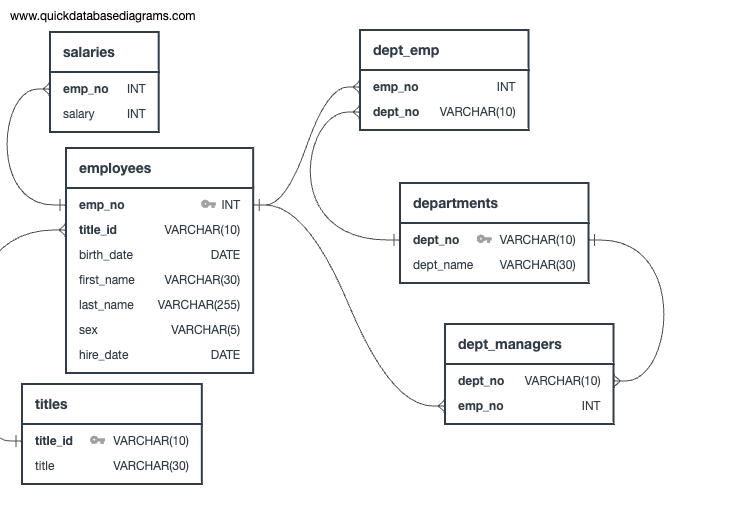 www.quickdatabasediagrams.com
salaries
emp_no INT
salary INT
employees
emp_no INT
title_id VARCHAR(10)
birth_date DATE
first_name VARCHAR(30)
last_name VARCHAR(255)
sex VARCHAR(5)
hire_date DATE
titles
title_id VARCHAR(10)
title VARCHAR(30)
dept_emp
emp_no INT
dept_no VARCHAR(10)
departments
dept_no VARCHAR(10)
dept_name VARCHAR(30)
dept_managers
dept_no VARCHAR(10)
emp_no INT